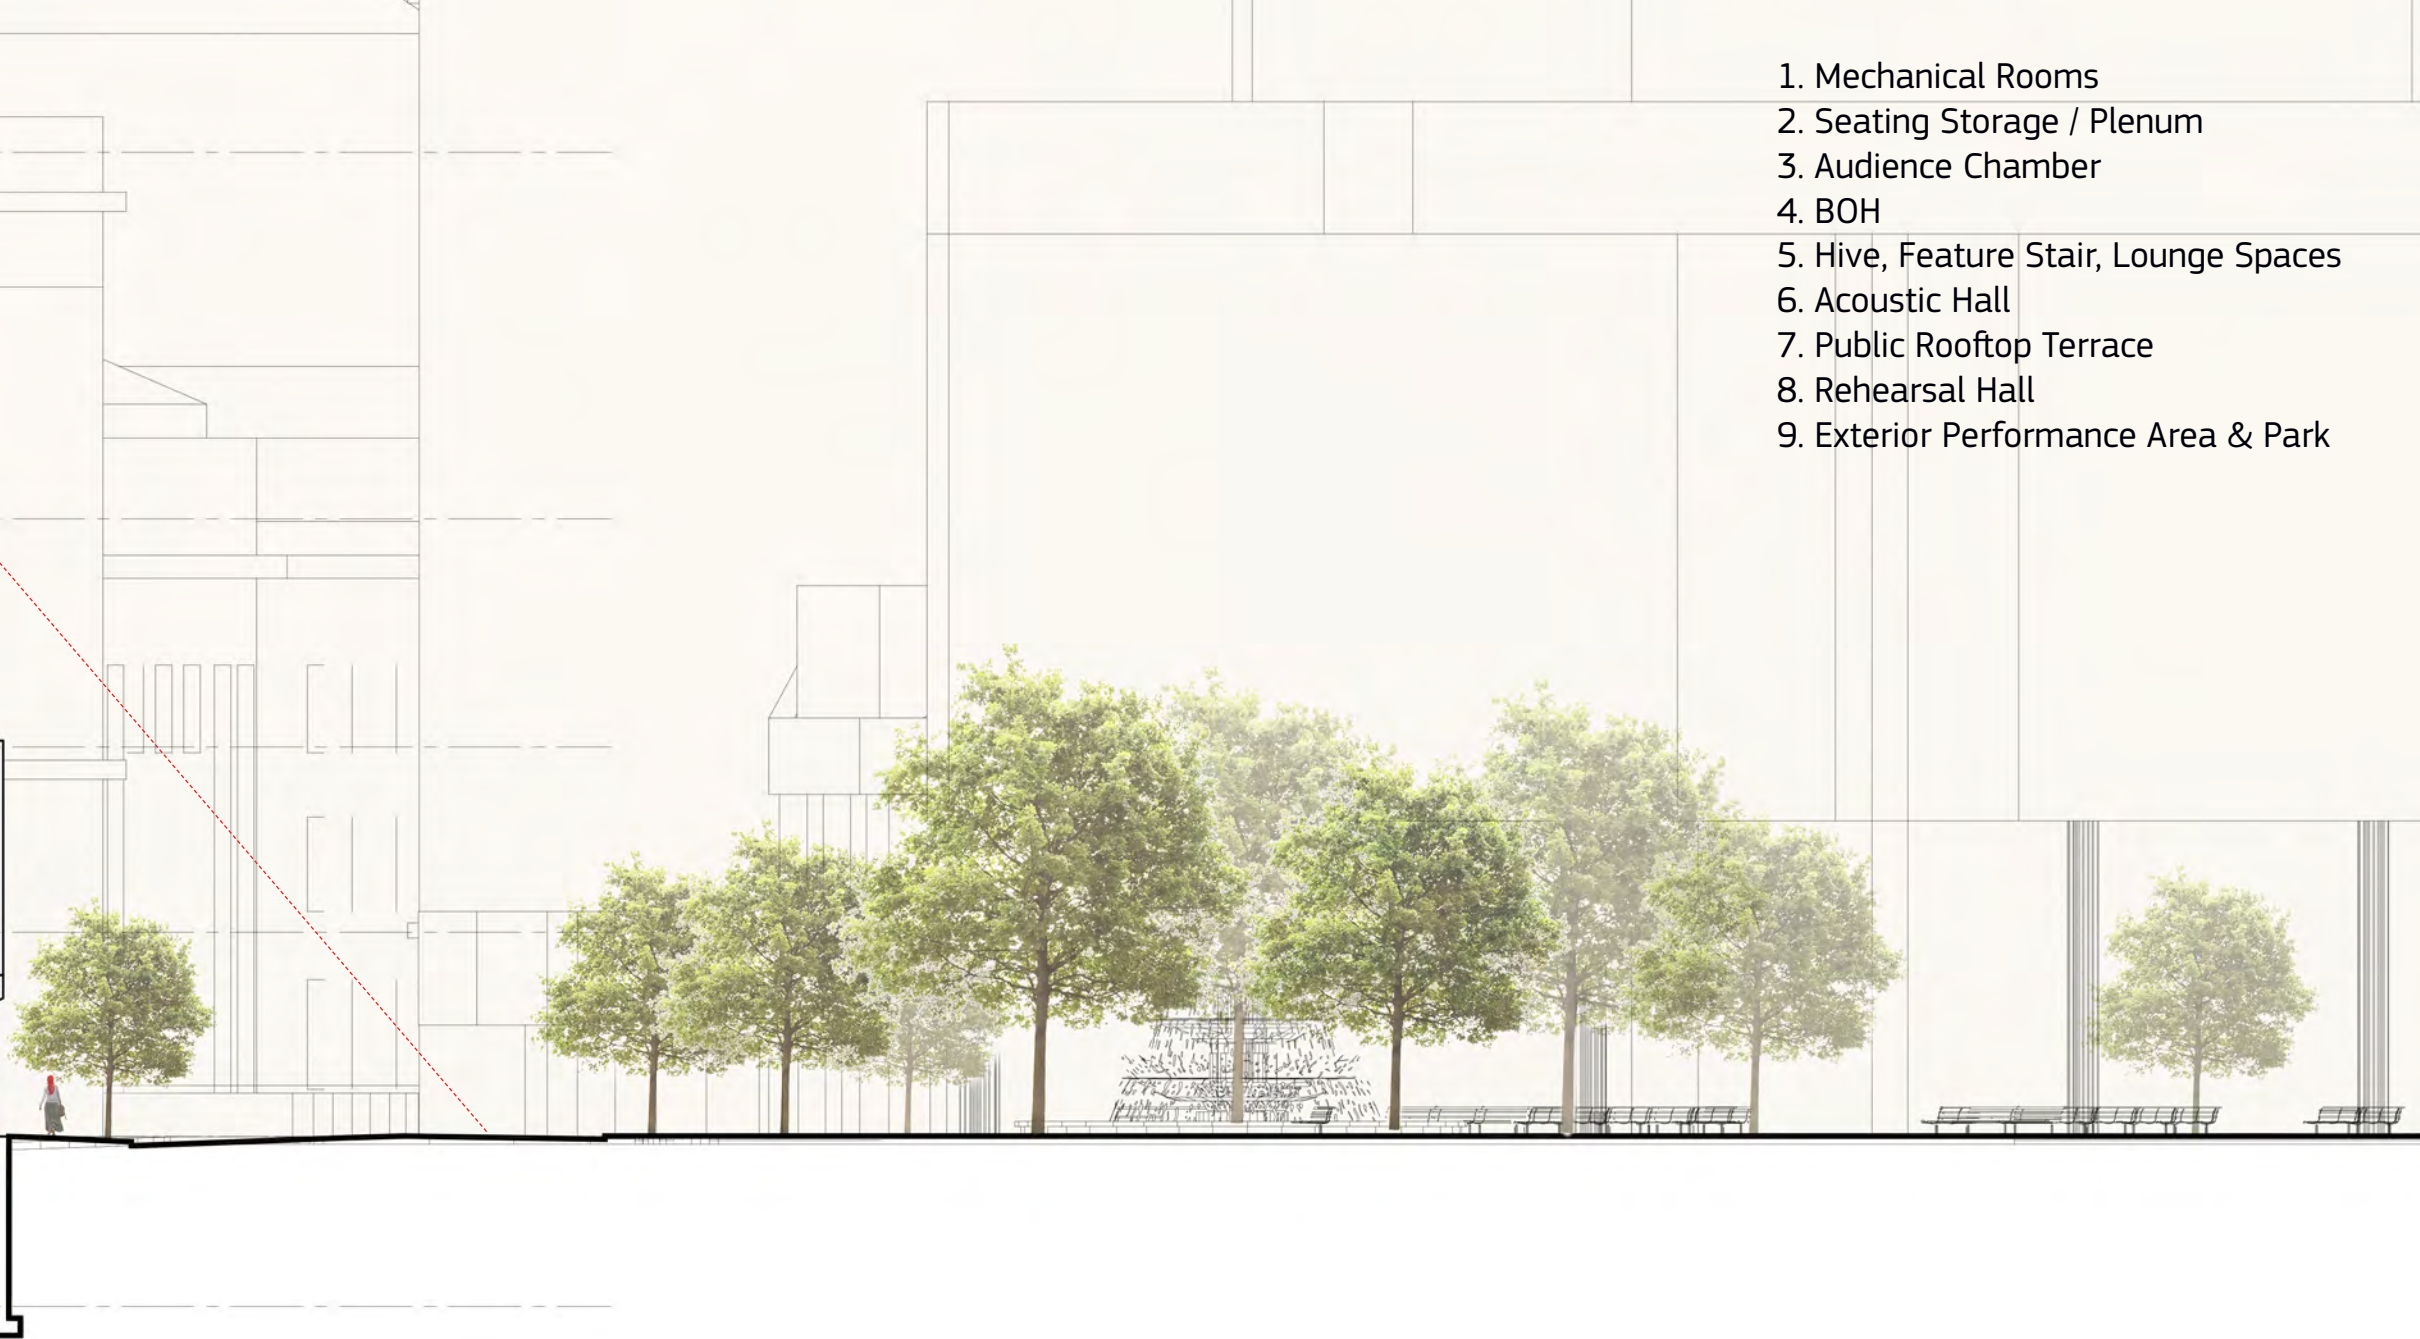 1. Mechanical Rooms
2. Seating Storage / Plenum
3. Audience Chamber
4. BOH
5. Hive, Feature Stair, Lounge Spaces
6. Acoustic Hall
7. Public Rooftop Terrace
8. Rehearsal Hall
9. Exterior Performance Area & Park